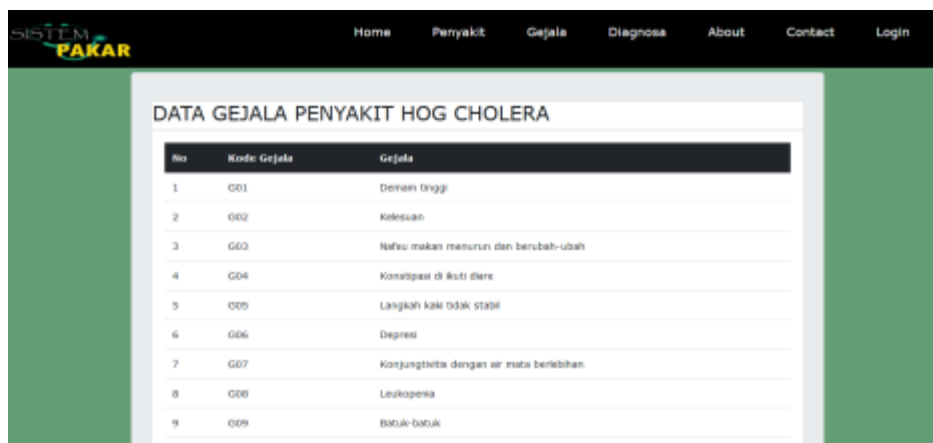 SISTEM
PAKAR
Home Penyakit Gejala Diagnosa About Contact Login
DATA GEJALA PENYAKIT HOG CHOLERA
No Kode Gejala Gejala
1 G01 Demam tinggi
2 G02 Kelesuan
3 G03 Nafsu makan menurun dan berubah-ubah
4 G04 Konstipasi di ikuti diare
5 G05 Langkah kaki tidak stabil
6 G06 Depresi
7 G07 Konjungtivitis dengan air mata berlebihan
8 G08 Leukopenia
9 G09 Batuk-batuk